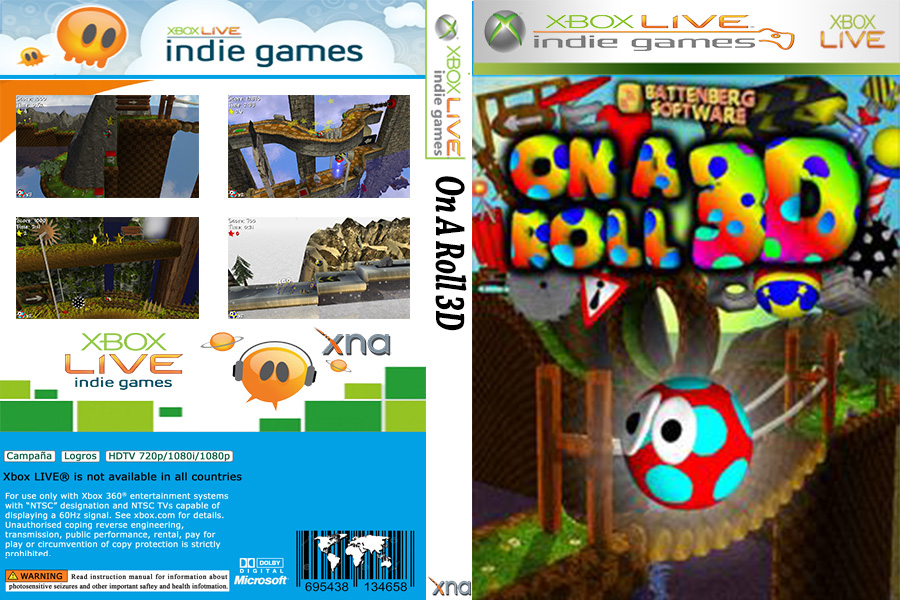 XBOX LIVE
indie games
XBOX LIVE
indie games
XBOX
LIVE
indie games
xna
Campaña Logros HDTV 720p/1080i/1080p
Xbox LIVE® is not available in all countries
For use only with Xbox 360® entertainment systems
with "NTSC" designation and NTSC TVs capable of
displaying a 60Hz signal. See xbox.com for details.
Unauthorised coping reverse engineering,
transmission, public performance, rental, pay for
play or circumvention of copy protection is strictly
prohibited.
WARNING Read instruction manual for information about
photosensitive seizures and other important saftey and health infotmation.
DOLBY
DIGITAL
Microsoft
695438 134658
On A Roll 3D
xna
XBOX LIVE
indie games
XBOX
LIVE
BATTENBERG
SOFTWARE
ON A
ROLL 3D